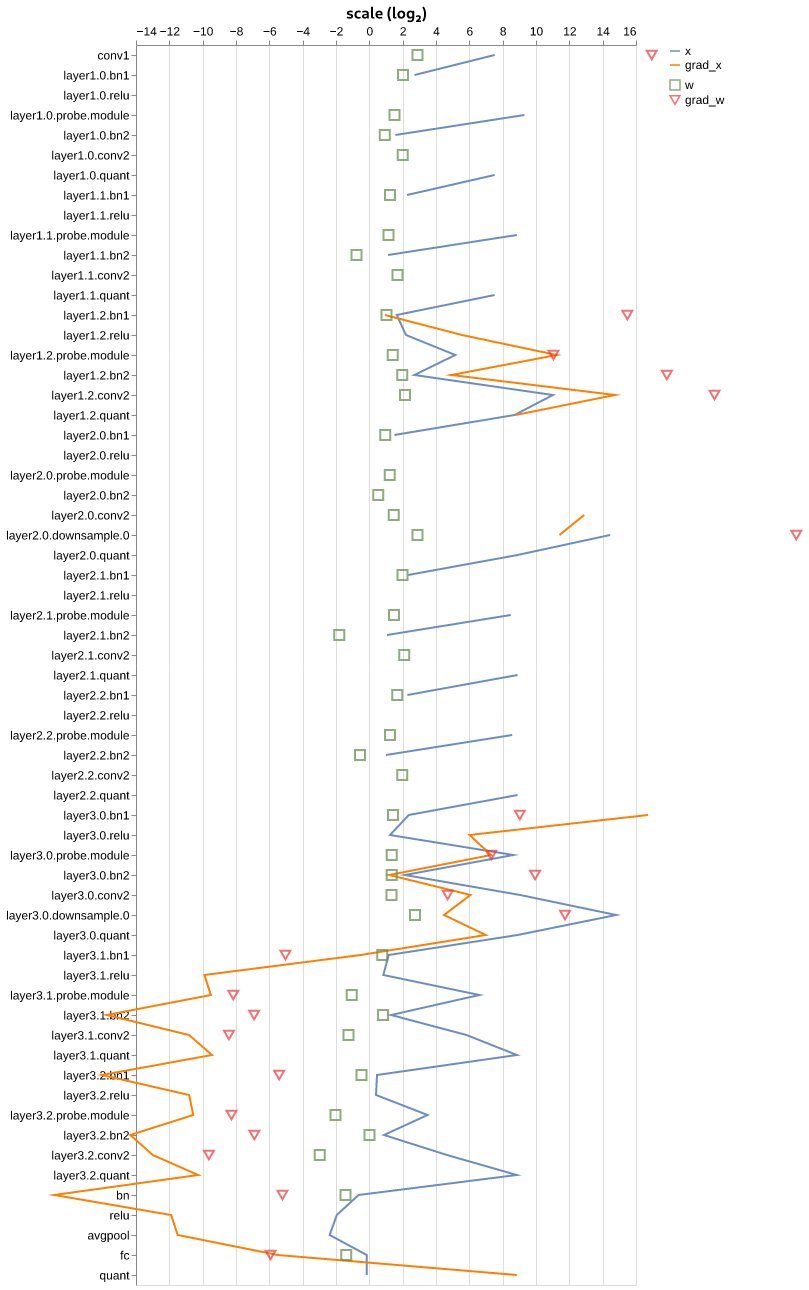 scale (log₂)
−14 −12 −10 −8 −6 −4 −2 0 2 4 6 8 10 12 14 16
conv1
layer1.0.bn1
layer1.0.relu
layer1.0.probe.module
layer1.0.bn2
layer1.0.conv2
layer1.0.quant
layer1.1.bn1
layer1.1.relu
layer1.1.probe.module
layer1.1.bn2
layer1.1.conv2
layer1.1.quant
layer1.2.bn1
layer1.2.relu
layer1.2.probe.module
layer1.2.bn2
layer1.2.conv2
layer1.2.quant
layer2.0.bn1
layer2.0.relu
layer2.0.probe.module
layer2.0.bn2
layer2.0.conv2
layer2.0.downsample.0
layer2.0.quant
layer2.1.bn1
layer2.1.relu
layer2.1.probe.module
layer2.1.bn2
layer2.1.conv2
layer2.1.quant
layer2.2.bn1
layer2.2.relu
layer2.2.probe.module
layer2.2.bn2
layer2.2.conv2
layer2.2.quant
layer3.0.bn1
layer3.0.relu
layer3.0.probe.module
layer3.0.bn2
layer3.0.conv2
layer3.0.downsample.0
layer3.0.quant
layer3.1.bn1
layer3.1.relu
layer3.1.probe.module
layer3.1.bn2
layer3.1.conv2
layer3.1.quant
layer3.2.bn1
layer3.2.relu
layer3.2.probe.module
layer3.2.bn2
layer3.2.conv2
layer3.2.quant
bn
relu
avgpool
fc
quant
x
grad_x
w
grad_w